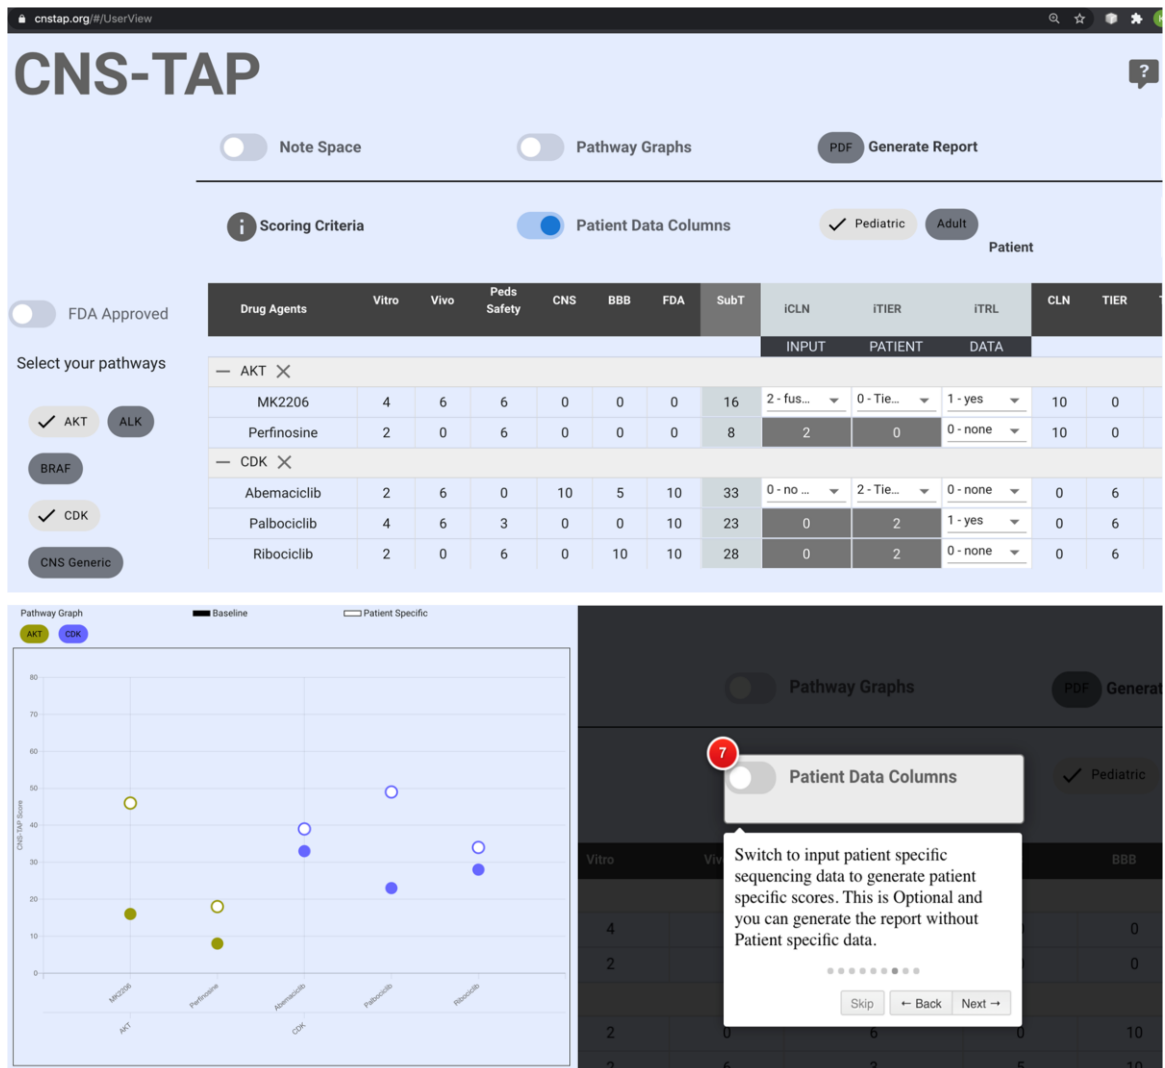 cnstap.org/#/UserView
CNS-TAP
?
Note Space
Pathway Graphs
PDF Generate Report
i Scoring Criteria
Patient Data Columns
Pediatric Adult
Patient
FDA Approved
Select your pathways
AKT ALK
BRAF
CDK
CNS Generic
Drug Agents Vitro Vivo Peds Safety CNS BBB FDA SubT iCLN iTIER iTRL CLN TIER
INPUT PATIENT DATA
AKT
MK2206 4 6 6 0 0 0 16 2 - fus... 0 - Tie... 1 - yes 10 0
Perfinosine 2 0 6 0 0 0 8 2 0 0 - none 10 0
CDK
Abemaciclib 2 6 0 10 5 10 33 0 - no ... 2 - Tie... 0 - none 0 6
Palbociclib 4 6 3 0 0 10 23 0 2 1 - yes 0 6
Ribociclib 2 0 6 0 10 10 28 0 2 0 - none 0 6
Pathway Graph Baseline Patient Specific
AKT CDK
CNS-TAP Score
80
70
60
50
40
30
20
10
0
MK2206 Perfinosine Abemaciclib Palbociclib Ribociclib
AKT CDK
Pathway Graphs
PDF Generat
7
Patient Data Columns
Pediatric
Vitro Viv BBB
Switch to input patient specific
sequencing data to generate patient
specific scores. This is Optional and
you can generate the report without
Patient specific data.
Skip ← Back Next →
4 0
2 0
2 0 6 0 10
2 6 3 5 10